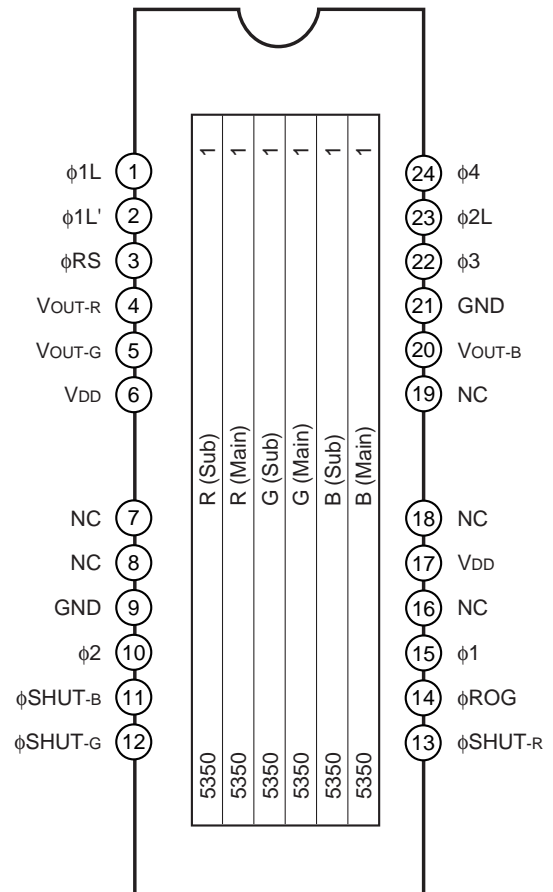 φ1L 1
φ1L' 2
φRS 3
VOUT-R 4
VOUT-G 5
VDD 6
NC 7
NC 8
GND 9
φ2 10
φSHUT-B 11
φSHUT-G 12
1 1 1 1 1 1
R (Sub)
R (Main)
G (Sub)
G (Main)
B (Sub)
B (Main)
5350 5350 5350 5350 5350 5350
24 φ4
23 φ2L
22 φ3
21 GND
20 VOUT-B
19 NC
18 NC
17 VDD
16 NC
15 φ1
14 φROG
13 φSHUT-R